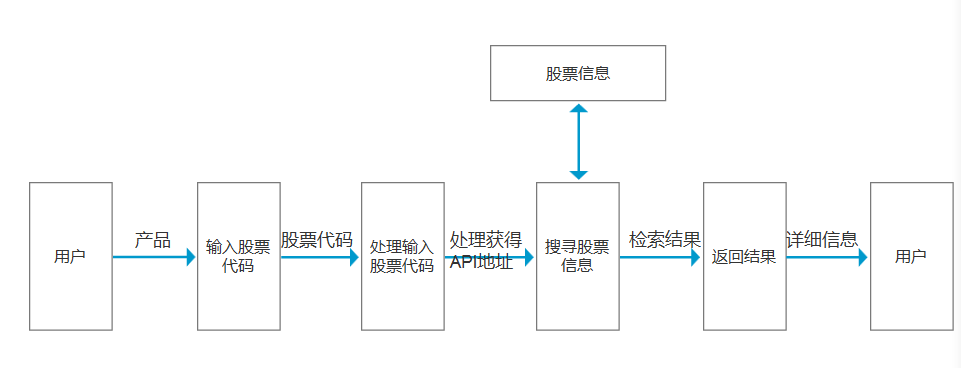 股票信息
用户
产品
输入股票
代码
股票代码
处理输入
股票代码
处理获得
API地址
搜寻股票
信息
检索结果
返回结果
详细信息
用户